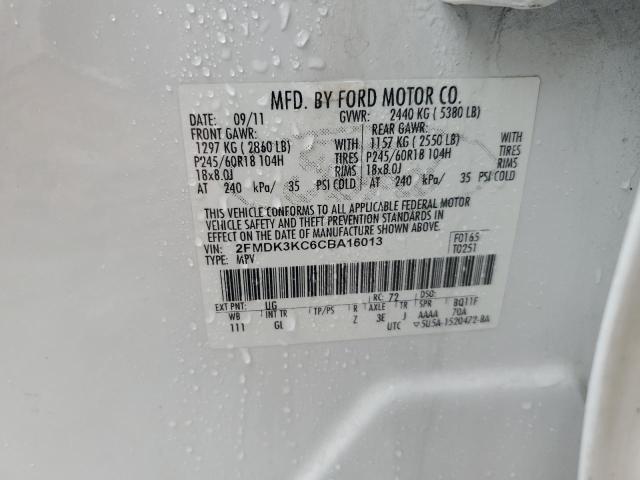 MFD. BY FORD MOTOR CO.
DATE: 09/11 GVWR: 2440 KG ( 5380 LB)
FRONT GAWR: REAR GAWR:
1297 KG ( 2860 LB) WITH 1157 KG ( 2550 LB) WITH
P245/60R18 104H TIRES P245/60R18 104H TIRES
18x8.0J RIMS 18x8.0J RIMS
AT 240 kPa/ 35 PSI COLD AT 240 kPa/ 35 PSI COLD
THIS VEHICLE CONFORMS TO ALL APPLICABLE FEDERAL MOTOR
VEHICLE SAFETY AND THEFT PREVENTION STANDARDS IN
EFFECT ON THE DATE OF MANUFACTURE SHOWN ABOVE.
VIN: 2FMDK3KC6CBA16013 F0165
TYPE: MPV T0251
EXT PNT: UG RC: 72 DSO:
WB INT TR TP/PS R AXLE TR SPR BQ11F
111 GL Z 3E J AAAA 70A
UTC 5U5A-1520472-BA